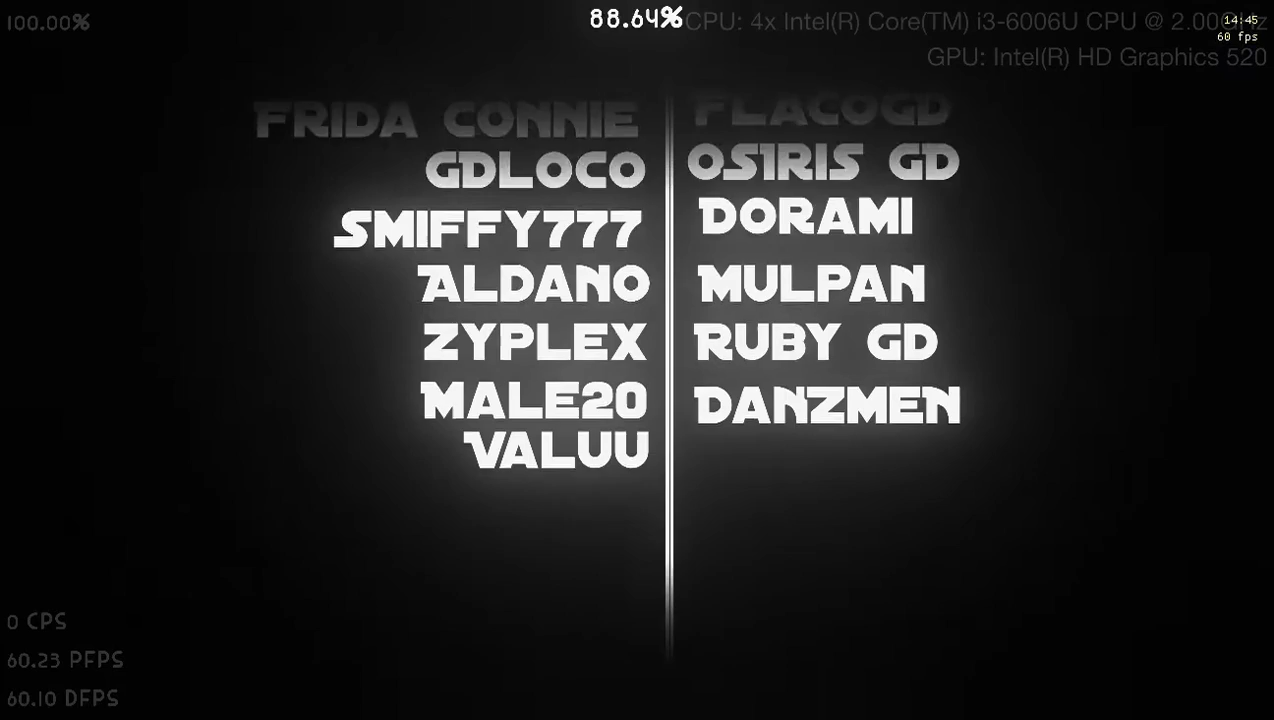 100.00%
88.64%
CPU: 4x Intel(R) Core(TM) i3-6006U CPU @ 2.00GHz
14:45
60 fps
GPU: Intel(R) HD Graphics 520
FRIDA CONNIE
GDLOCO
SMIFFY777
ALDANO
ZYPLEX
MALE20
VALUU
FLACOGD
OSIRIS GD
DORAMI
MULPAN
RUBY GD
DANZMEN
0 CPS
60.23 PFPS
60.10 DFPS